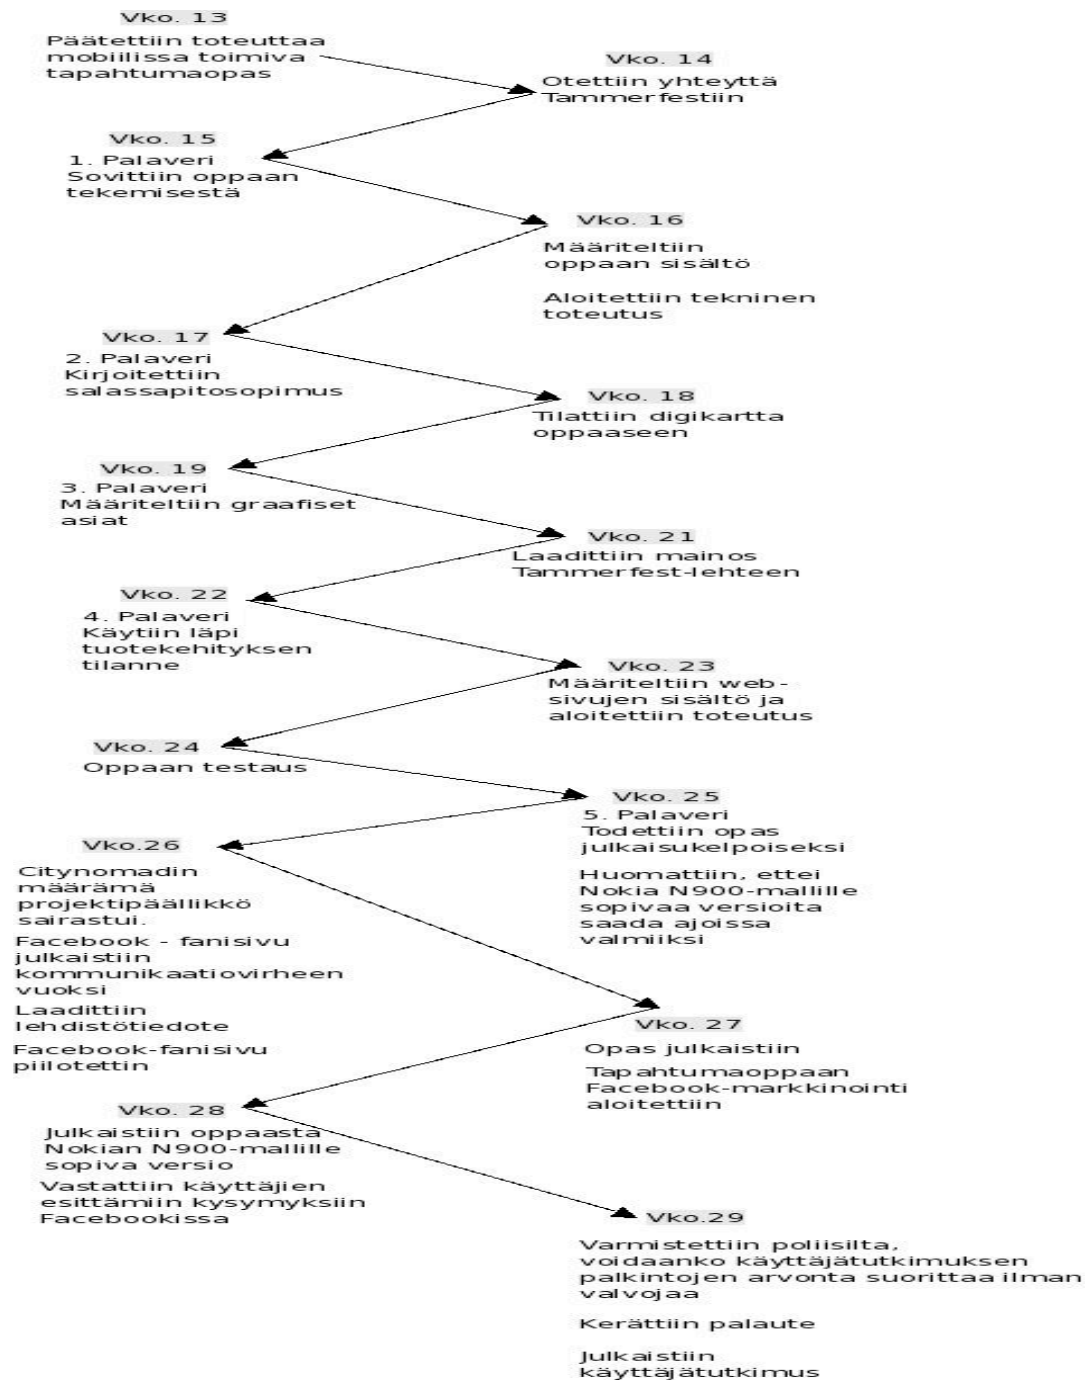 Vko. 13
Päätettiin toteuttaa
mobiilissa toimiva
tapahtumaopas
Vko. 14
Otettiin yhteyttä
Tammerfestiin
Vko. 15
1. Palaveri
Sovittiin oppaan
tekemisestä
Vko. 16
Määriteltiin
oppaan sisältö
Aloitettiin tekninen
toteutus
Vko. 17
2. Palaveri
Kirjoitettiin
salassapitosopimus
Vko. 18
Tilattiin digikartta
oppaaseen
Vko. 19
3. Palaveri
Määriteltiin graafiset
asiat
Vko. 21
Laadittiin mainos
Tammerfest-lehteen
Vko. 22
4. Palaveri
Käytiin läpi
tuotekehityksen
tilanne
Vko. 23
Määriteltiin web-
sivujen sisältö ja
aloitettiin toteutus
Vko. 24
Oppaan testaus
Vko. 25
5. Palaveri
Todettiin opas
julkaisukelpoiseksi
Huomattiin, ettei
Nokia N900-mallille
sopivaa versioita
saada ajoissa
valmiiksi
Vko.26
Citynomadin
määrämä
projektipäällikkö
sairastui.
Facebook - fanisivu
julkaistiin
kommunikaatiovirheen
vuoksi
Laadittiin
lehdistötiedote
Facebook-fanisivu
piilotettin
Vko. 27
Opas julkaistiin
Tapahtumaoppaan
Facebook-markkinointi
aloitettiin
Vko. 28
Julkaistiin oppaasta
Nokian N900-mallille
sopiva versio
Vastattiin käyttäjien
esittämiin kysymyksiin
Facebookissa
Vko.29
Varmistettiin poliisilta,
voidaanko käyttäjätutkimuksen
palkintojen arvonta suorittaa ilman
valvojaa
Kerättiin palaute
Julkaistiin
käyttäjätutkimus